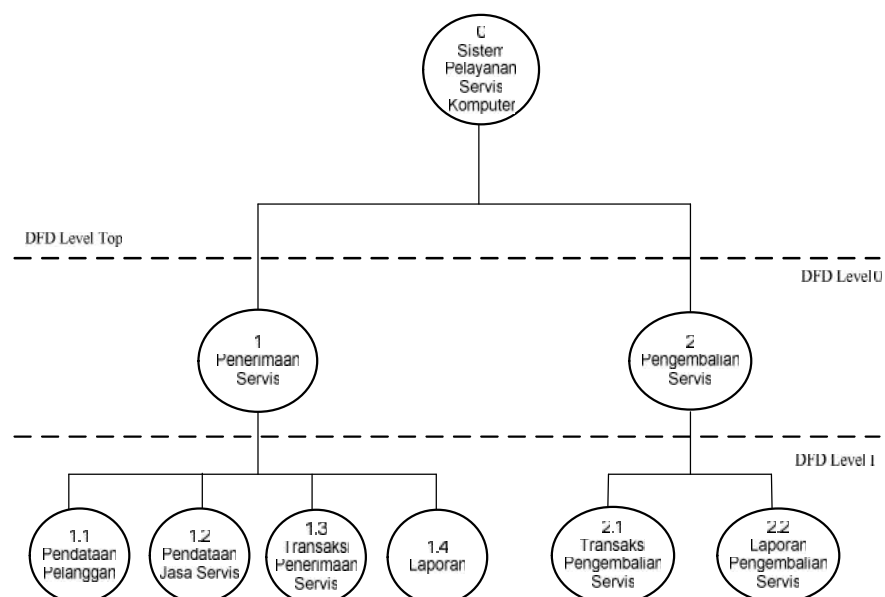 0
Sistem
Pelayanan
Servis
Komputer
DFD Level Top
DFD Level 0
1
Penerimaan
Servis
2
Pengembalian
Servis
DFD Level 1
1.1
Pendataan
Pelanggan
1.2
Pendataan
Jasa Servis
1.3
Transaksi
Penerimaan
Servis
1.4
Laporan
2.1
Transaksi
Pengembalian
Servis
2.2
Laporan
Pengembalian
Servis